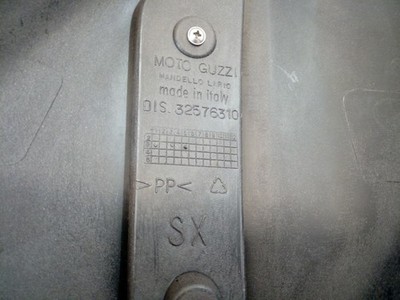 MOTO GUZZI
MANDELLO LARIO
made in italy
DIS. 32576310
>PP<
SX